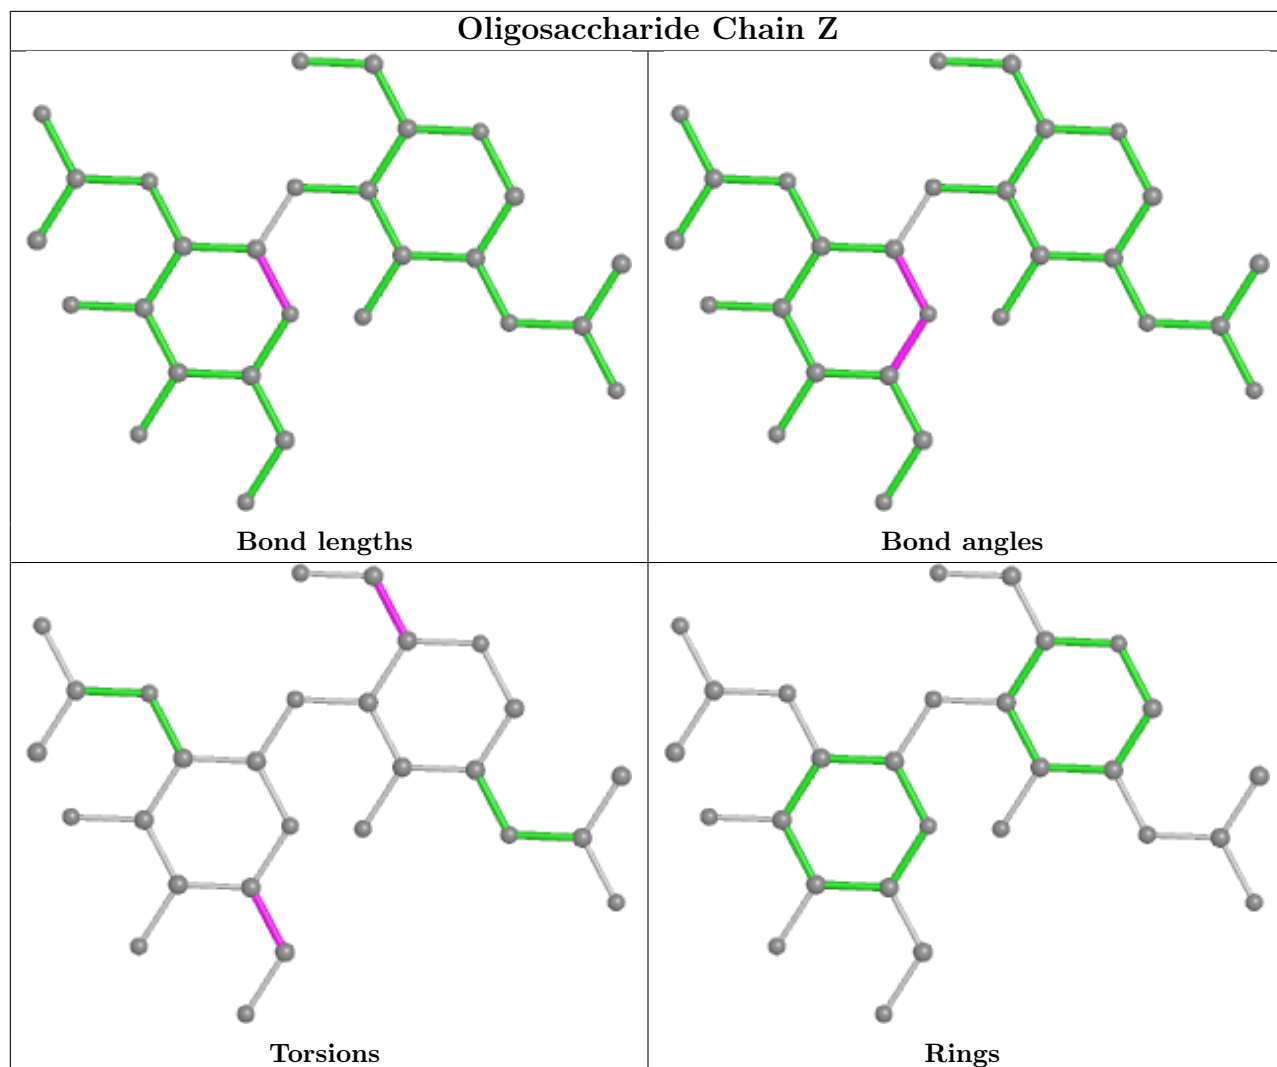 Oligosaccharide Chain Z
Bond lengths
Bond angles
Torsions
Rings